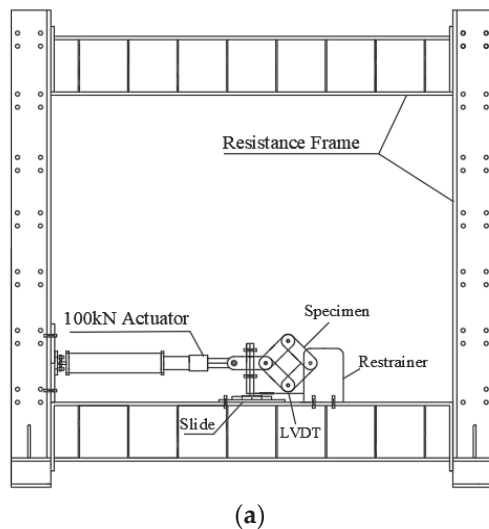 Resistance Frame
Specimen
100kN Actuator
Restrainer
Slide
LVDT
(a)